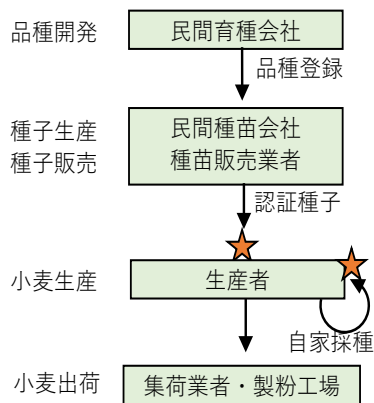 品種開発
民間育種会社
品種登録
種子生産
種子販売
民間種苗会社
種苗販売業者
認証種子
小麦生産
生産者
自家採種
小麦出荷
集荷業者・製粉工場